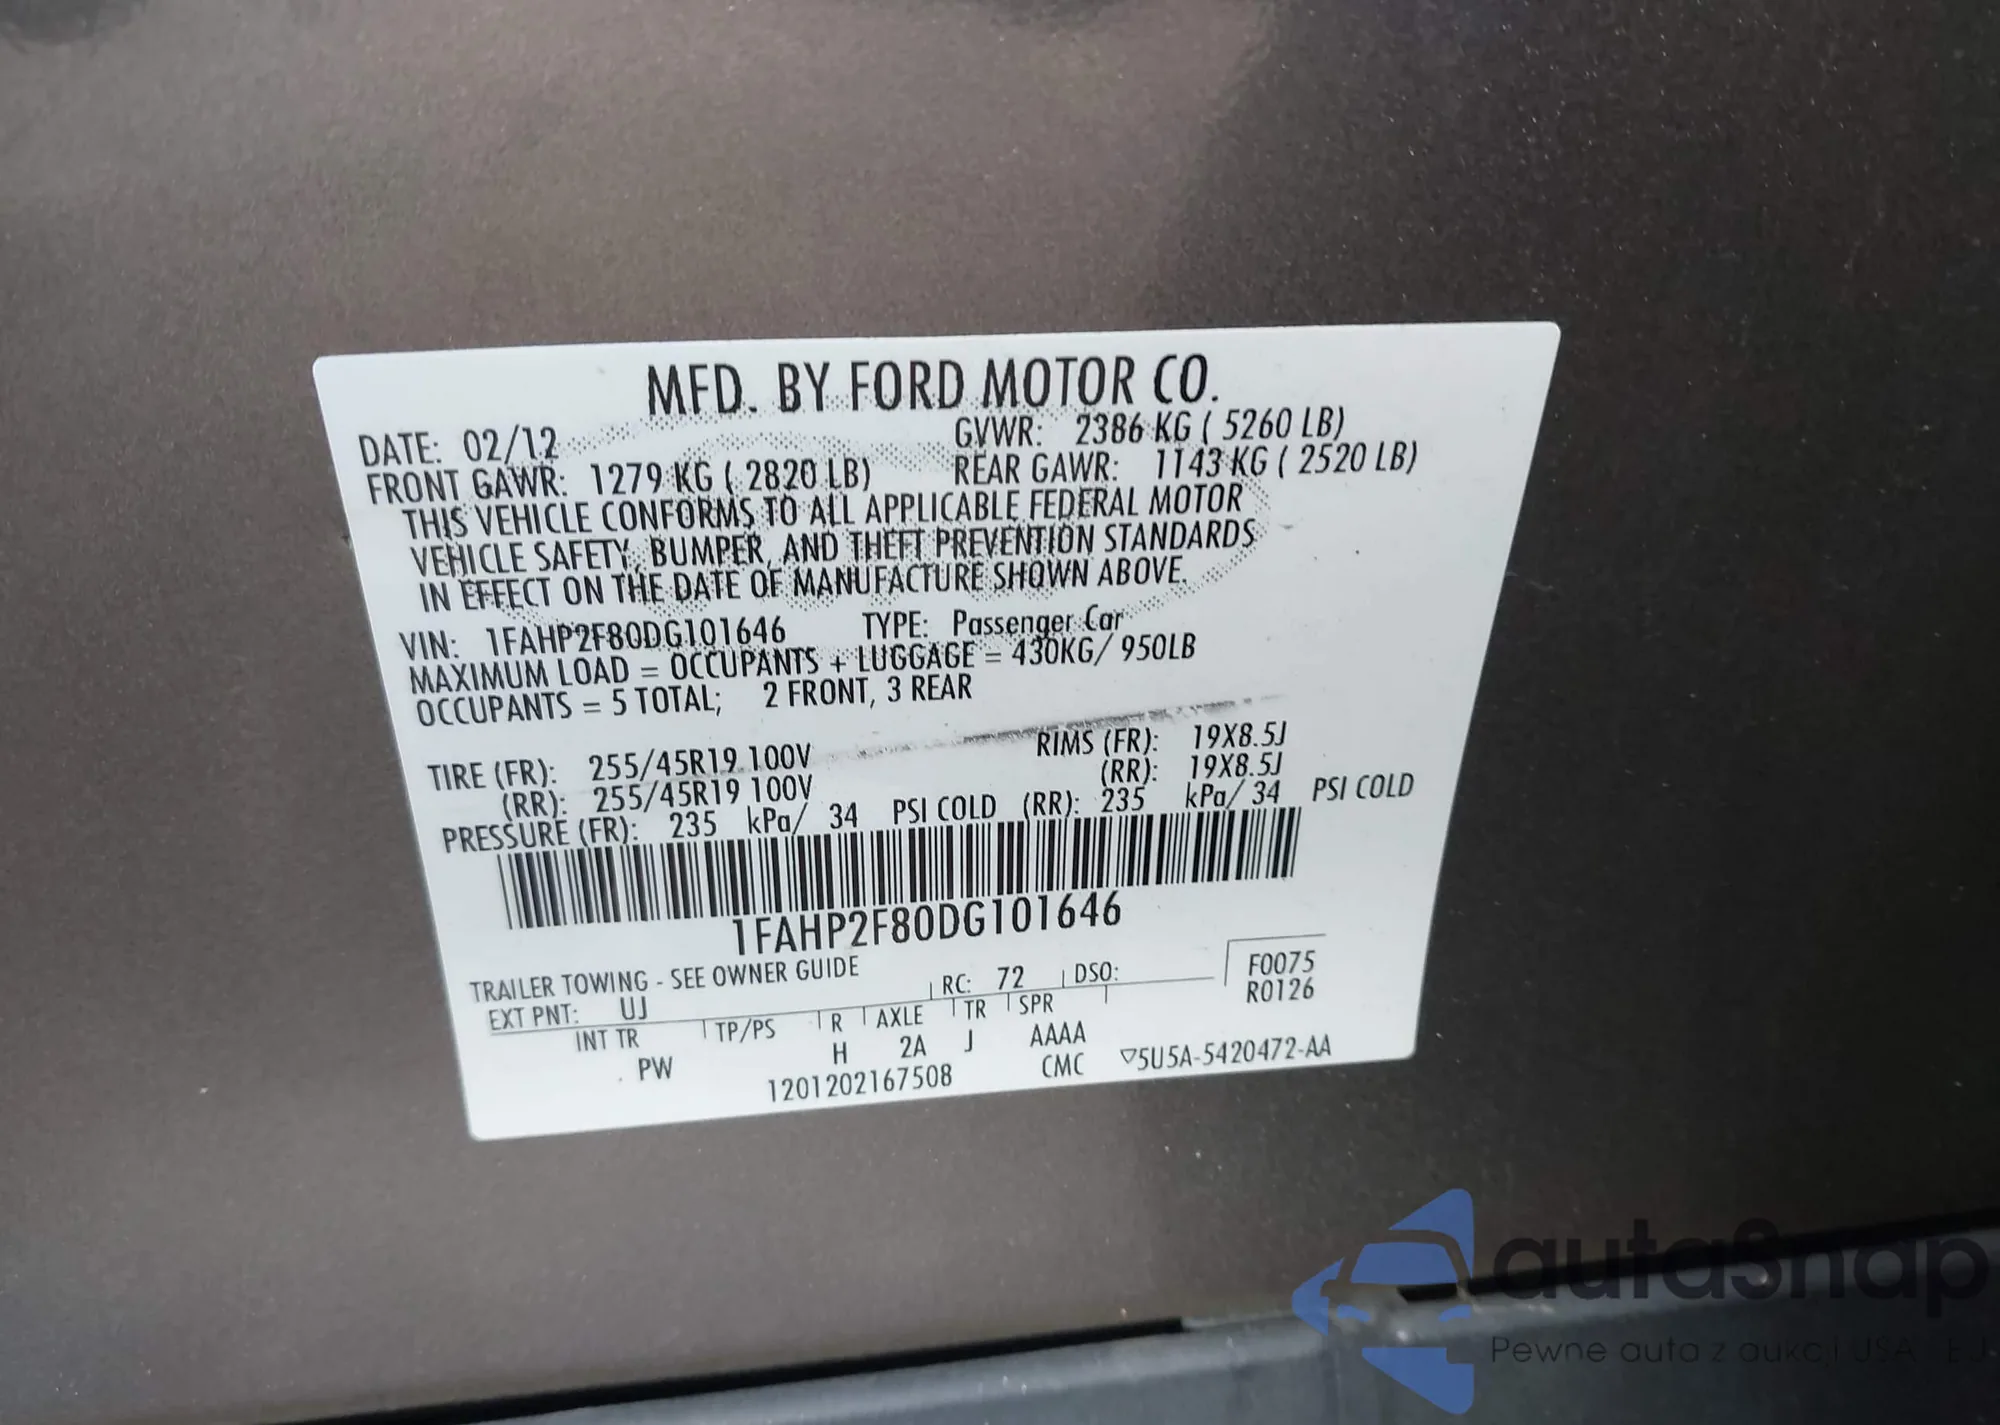 MFD. BY FORD MOTOR CO.
DATE: 02/12 GVWR: 2386 KG ( 5260 LB)
FRONT GAWR: 1279 KG ( 2820 LB) REAR GAWR: 1143 KG ( 2520 LB)
THIS VEHICLE CONFORMS TO ALL APPLICABLE FEDERAL MOTOR
VEHICLE SAFETY, BUMPER, AND THEFT PREVENTION STANDARDS
IN EFFECT ON THE DATE OF MANUFACTURE SHOWN ABOVE.
VIN: 1FAHP2F80DG101646 TYPE: Passenger Car
MAXIMUM LOAD = OCCUPANTS + LUGGAGE = 430KG/ 950LB
OCCUPANTS = 5 TOTAL; 2 FRONT, 3 REAR
TIRE (FR): 255/45R19 100V RIMS (FR): 19X8.5J
(RR): 255/45R19 100V (RR): 19X8.5J
PRESSURE (FR): 235 kPa/ 34 PSI COLD (RR): 235 kPa/ 34 PSI COLD
1FAHP2F80DG101646
TRAILER TOWING - SEE OWNER GUIDE
EXT PNT: UJ RC: 72 DSO: F0075
R0126
INT TR TP/PS R AXLE TR SPR
PW H 2A J AAAA
1201202167508 CMC ▽5U5A-5420472-AA
autaSnap
Pewne auta z aukcji USA